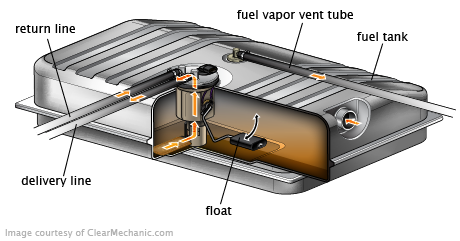 fuel vapor vent tube
return line
fuel tank
delivery line
float
Image courtesy of ClearMechanic.com